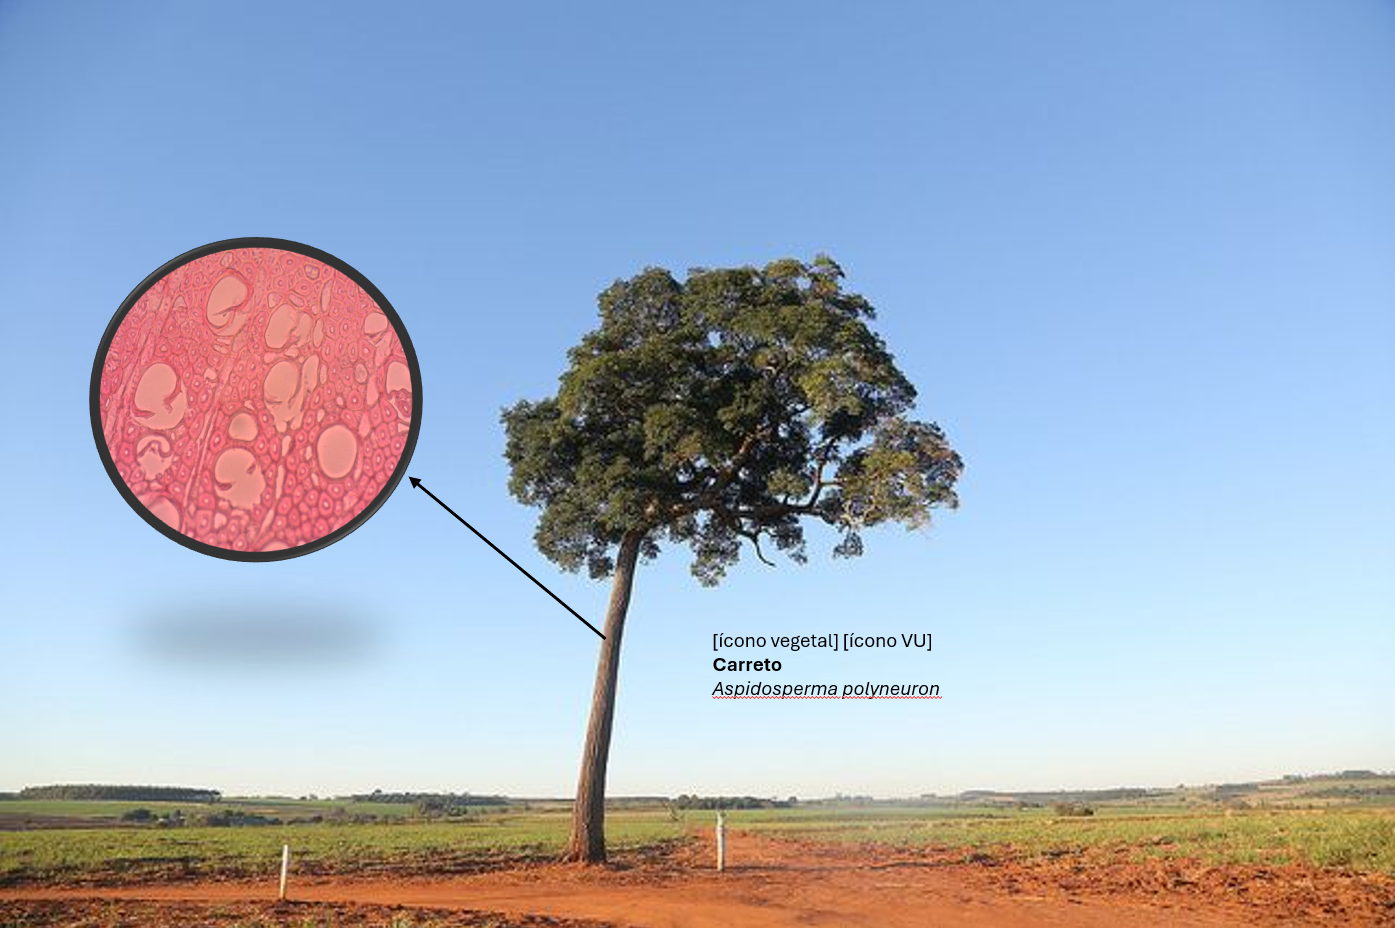 [ícono vegetal] [ícono VU]
Carreto
Aspidosperma polyneuron